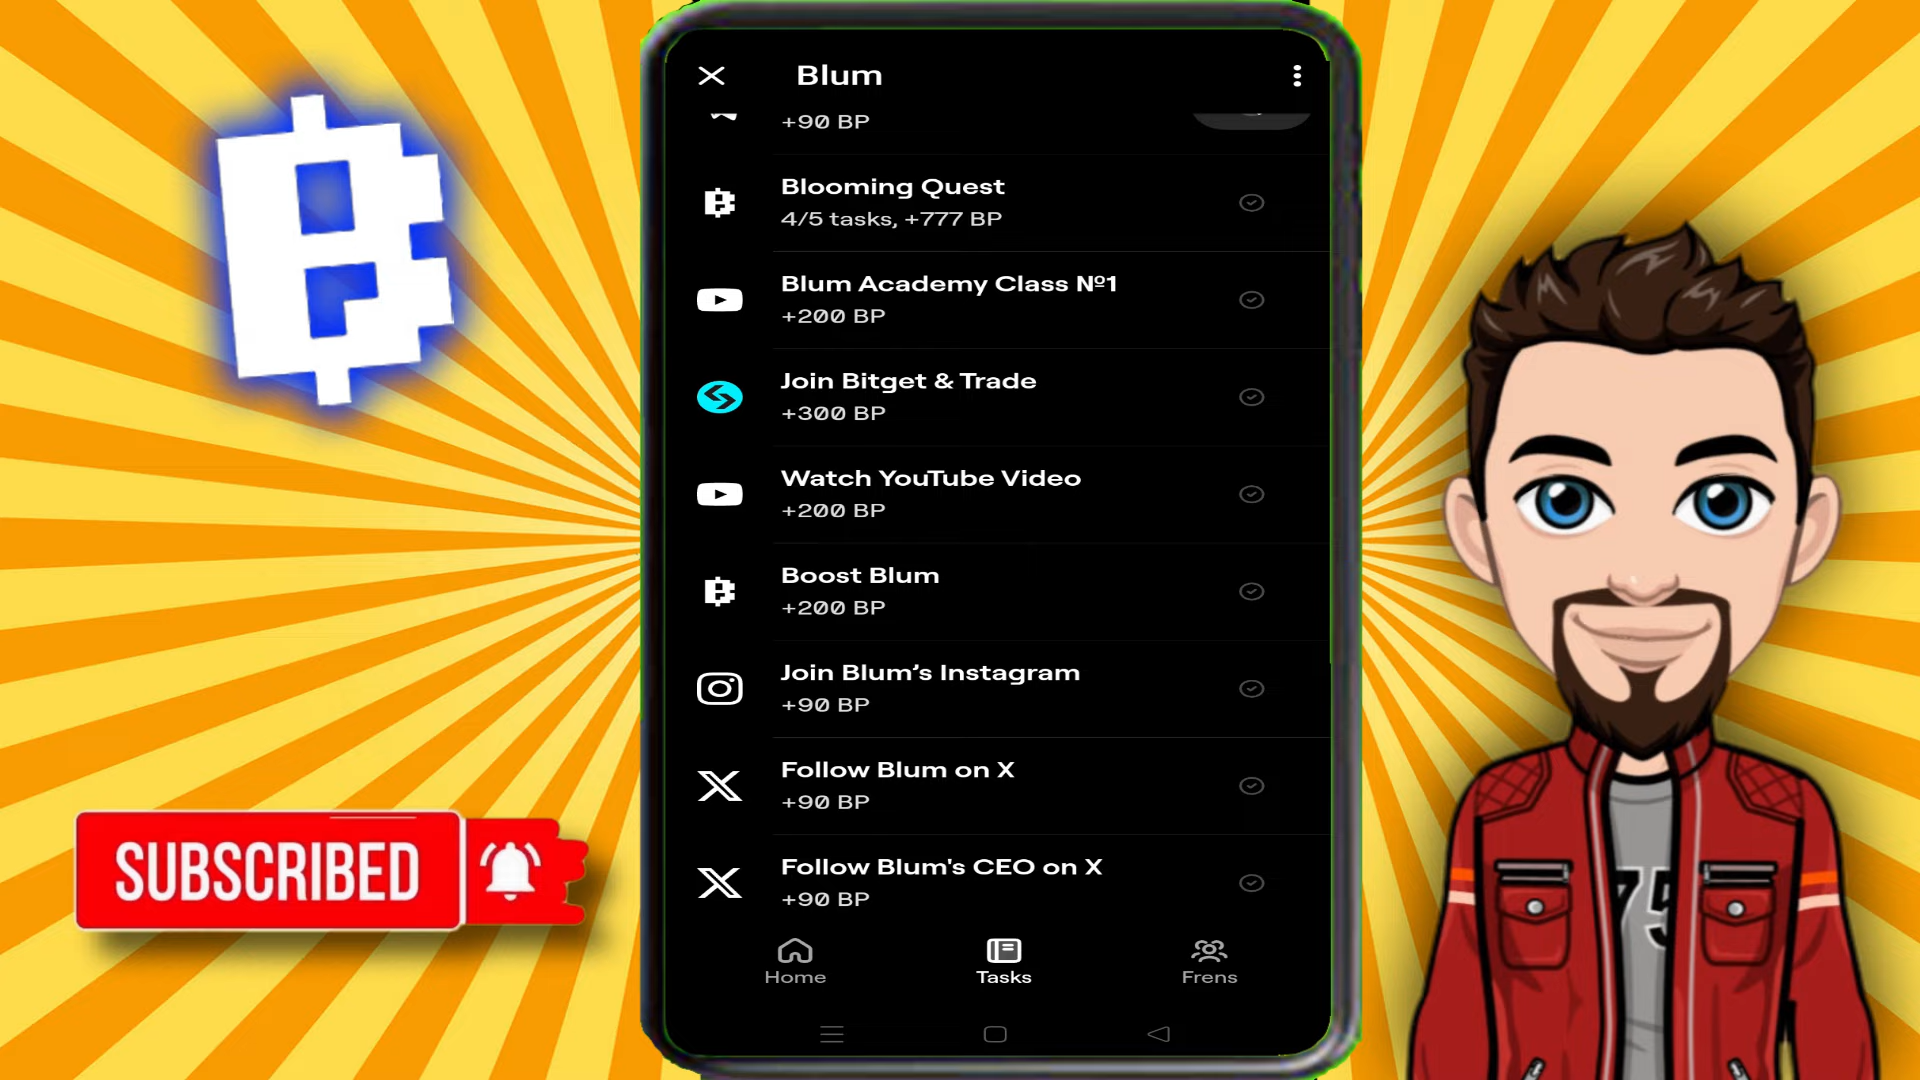 Blum
+90 BP
Blooming Quest
4/5 tasks, +777 BP
Blum Academy Class №1
+200 BP
Join Bitget & Trade
+300 BP
Watch YouTube Video
+200 BP
Boost Blum
+200 BP
Join Blum’s Instagram
+90 BP
Follow Blum on X
+90 BP
Follow Blum's CEO on X
+90 BP
Home
Tasks
Frens
SUBSCRIBED
75